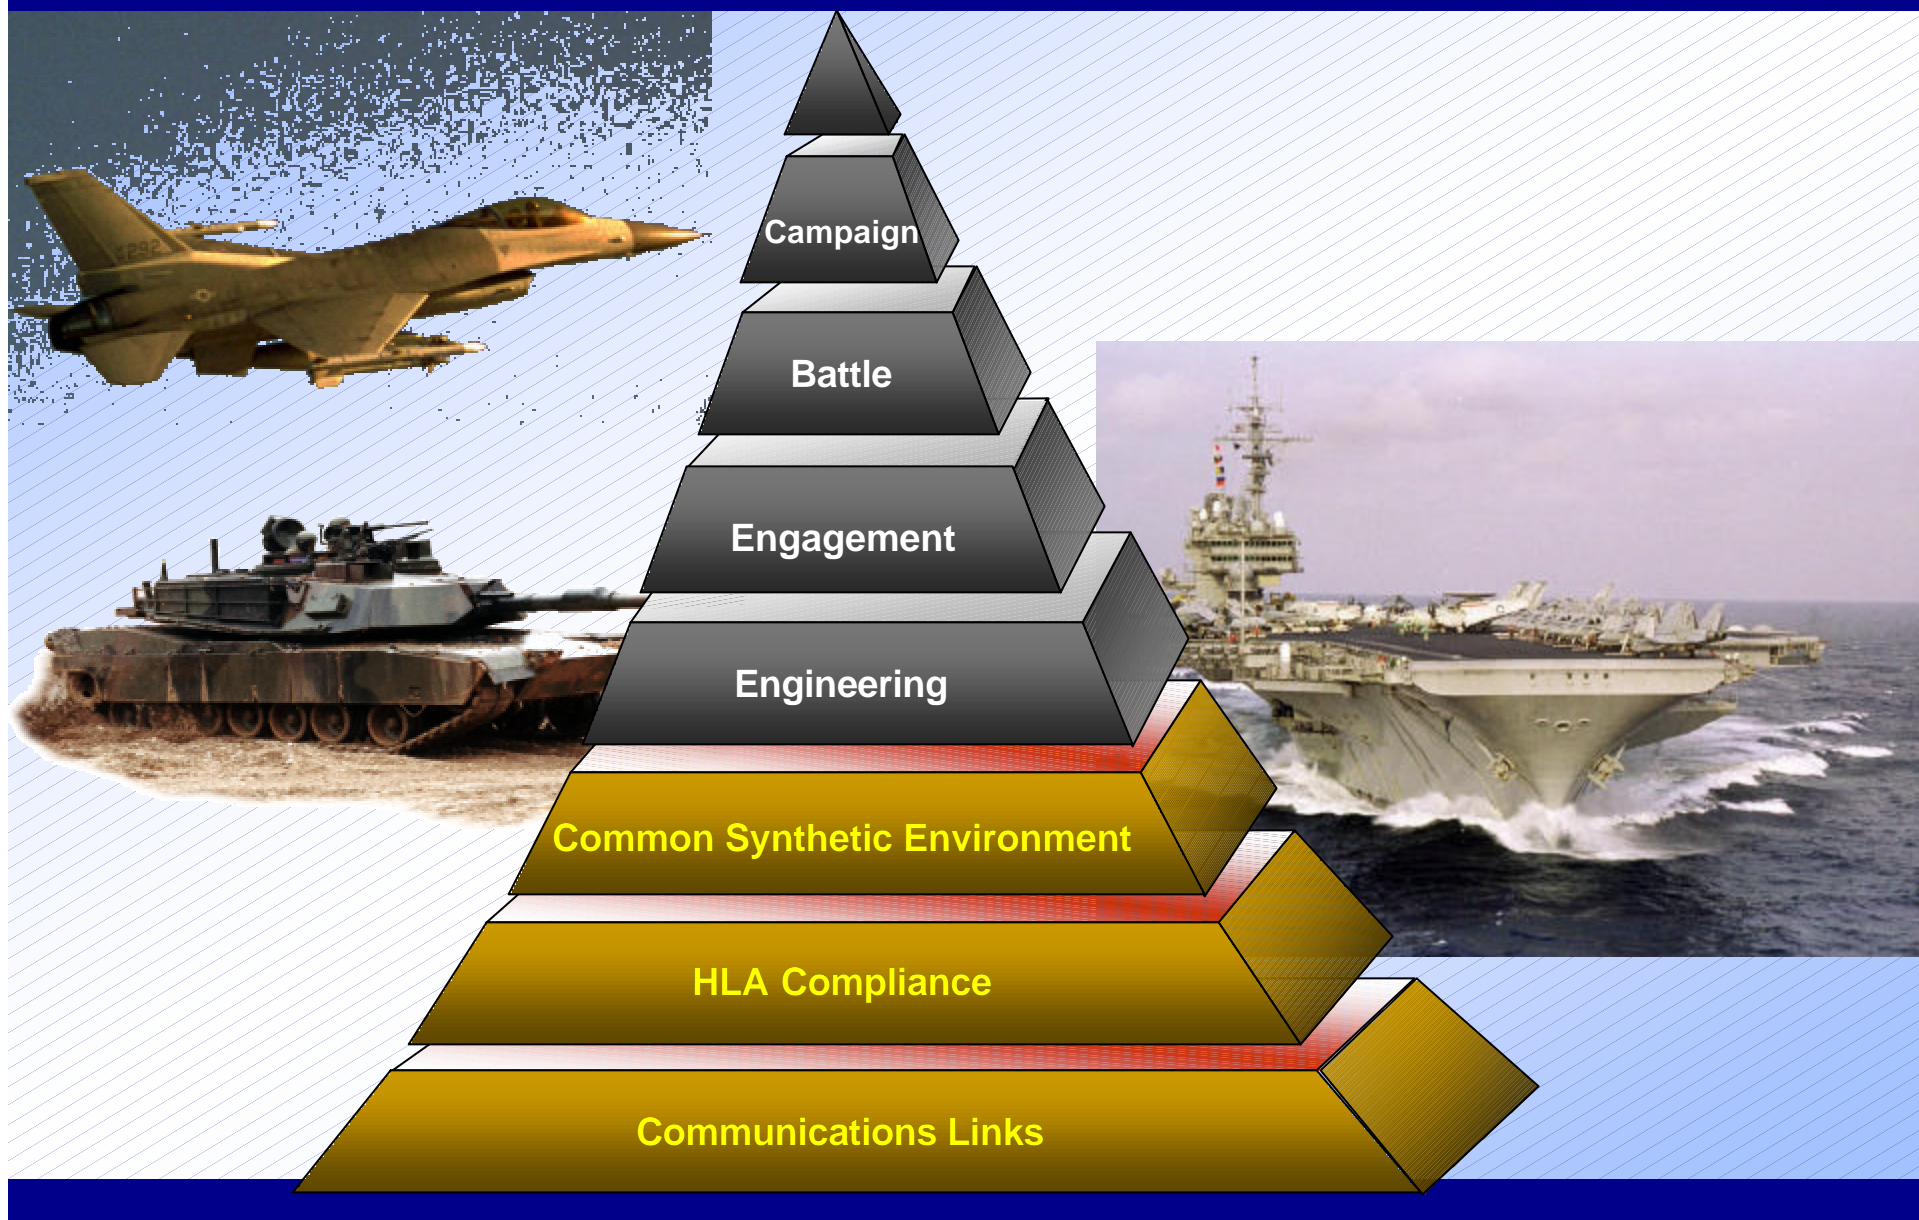 Campaign
Battle
Engagement
Engineering
Common Synthetic Environment
HLA Compliance
Communications Links